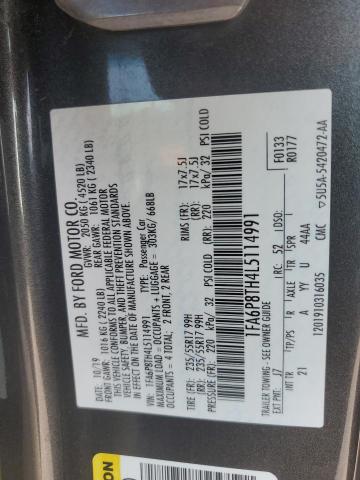 MFD. BY FORD MOTOR CO.
10/19 GVWR: 2050 KG ( 4520 LB)
FRONT GAWR: 1016 KG ( 2240 LB) REAR GAWR: 1061 KG ( 2340 LB)
THIS VEHICLE CONFORMS TO ALL APPLICABLE FEDERAL MOTOR
VEHICLE SAFETY, BUMPER, AND THEFT PREVENTION STANDARDS
IN EFFECT ON THE DATE OF MANUFACTURE SHOWN ABOVE.
VIN: 1FA6P8TH4L5114991 Passenger Car
MAXIMUM LOAD = OCCUPANTS + LUGGAGE = 303KG/ 668LB
OCCUPANTS = 4 TOTAL, 2 FRONT, 2 REAR
TIRE (FR): 235/55R17 99H RIMS (FR): 17x7.5J
(RR): 235/55R17 99H (RR): 17x7.5J
PRESSURE (FR): 220 kPa/ 32 PSI COLD (RR): 220 kPa/ 32 PSI COLD
1FA6P8TH4L5114991
TRAILER TOWING - SEE OWNER GUIDE F0133
EXT PNT: J7 RC: 52 DSO: R0177
INT TR TP/PS R AXLE TR SPR
21 A YY U 44AA
1201910316035 CMC 5U5A-5420472-AA
ON